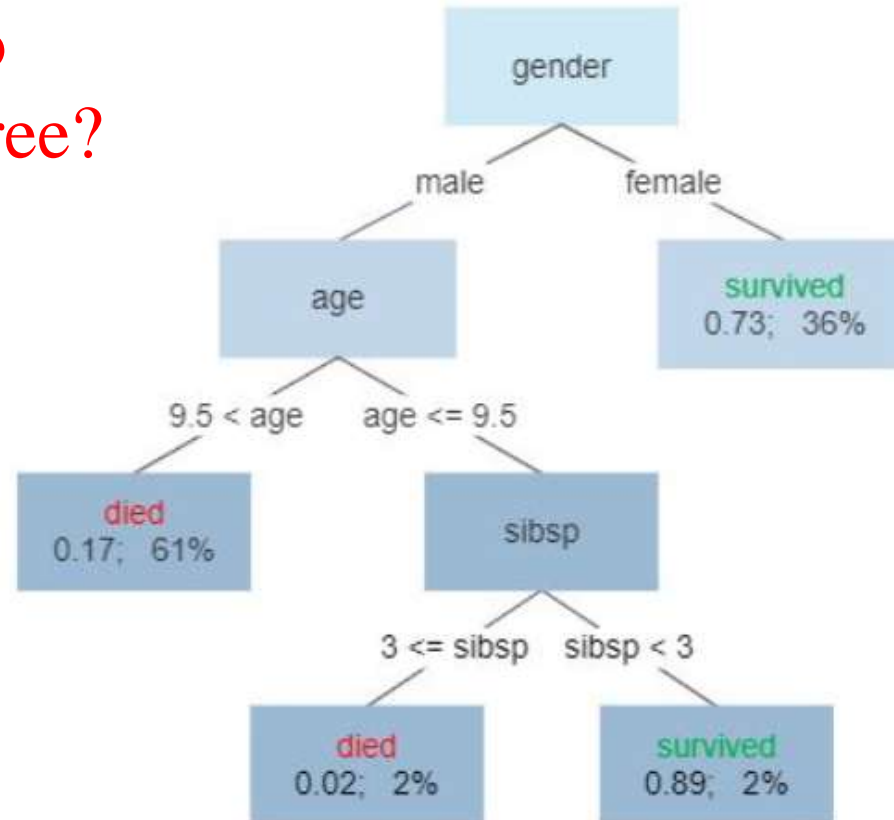 ree?
gender
male
female
age
survived
0.73; 36%
9.5 < age
age <= 9.5
died
0.17; 61%
sibsp
3 <= sibsp
sibsp < 3
died
0.02; 2%
survived
0.89; 2%